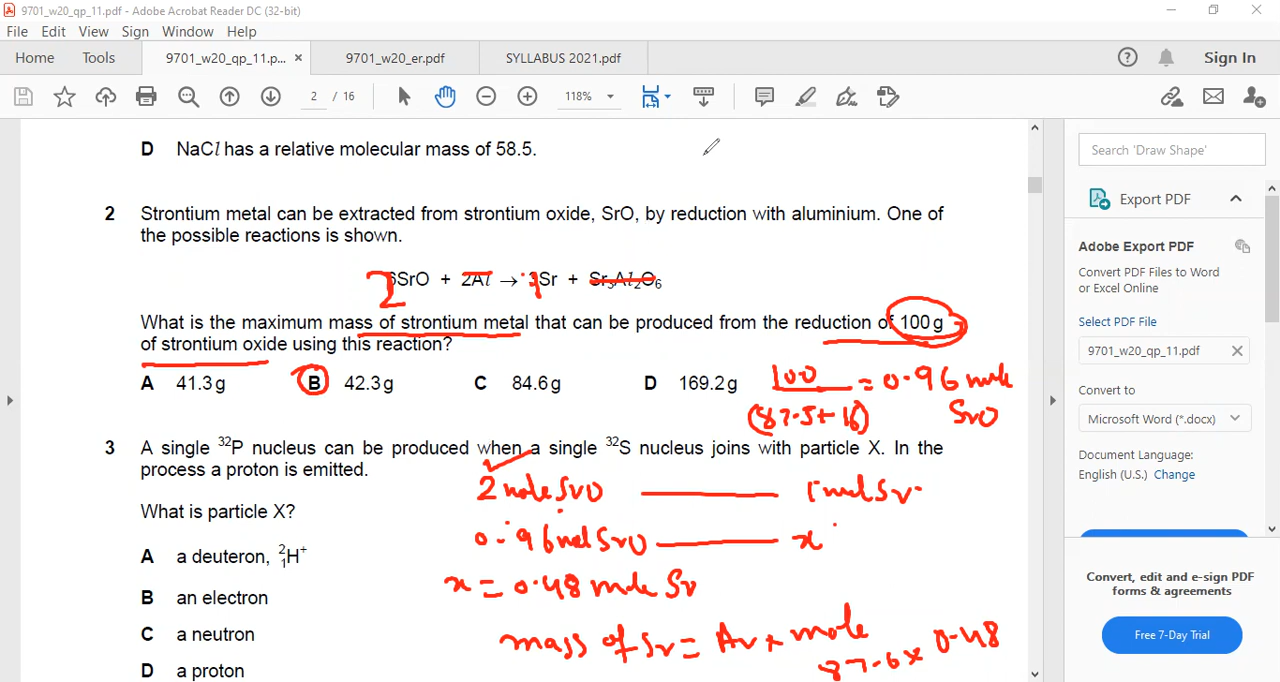 9701_w20_qp_11.pdf - Adobe Acrobat Reader DC (32-bit)
File Edit View Sign Window Help
Home Tools 9701_w20_qp_11.p... × 9701_w20_er.pdf SYLLABUS 2021.pdf Sign In
2 / 16 118%
D NaCl has a relative molecular mass of 58.5.
2 Strontium metal can be extracted from strontium oxide, SrO, by reduction with aluminium. One of
the possible reactions is shown.
2 SrO + 2Al → 1 Sr + Sr₃Al₂O₆
What is the maximum mass of strontium metal that can be produced from the reduction of 100 g
of strontium oxide using this reaction?
A 41.3 g B 42.3 g C 84.6 g D 169.2 g
100 / (87.5+16) = 0.96 mole
SrO
3 A single ³²P nucleus can be produced when a single ³²S nucleus joins with particle X. In the
process a proton is emitted.
2 mole SrO —— 1 mol Sr
What is particle X?
0.96 mol SrO —— x
A a deuteron, ²₁H⁺
x = 0.48 mole Sr
B an electron
C a neutron
mass of Sr = Ar × mole
87.6 × 0.48
D a proton
Search 'Draw Shape'
Export PDF
Adobe Export PDF
Convert PDF Files to Word
or Excel Online
Select PDF File
9701_w20_qp_11.pdf ×
Convert to
Microsoft Word (*.docx)
Document Language:
English (U.S.) Change
Convert, edit and e-sign PDF
forms & agreements
Free 7-Day Trial